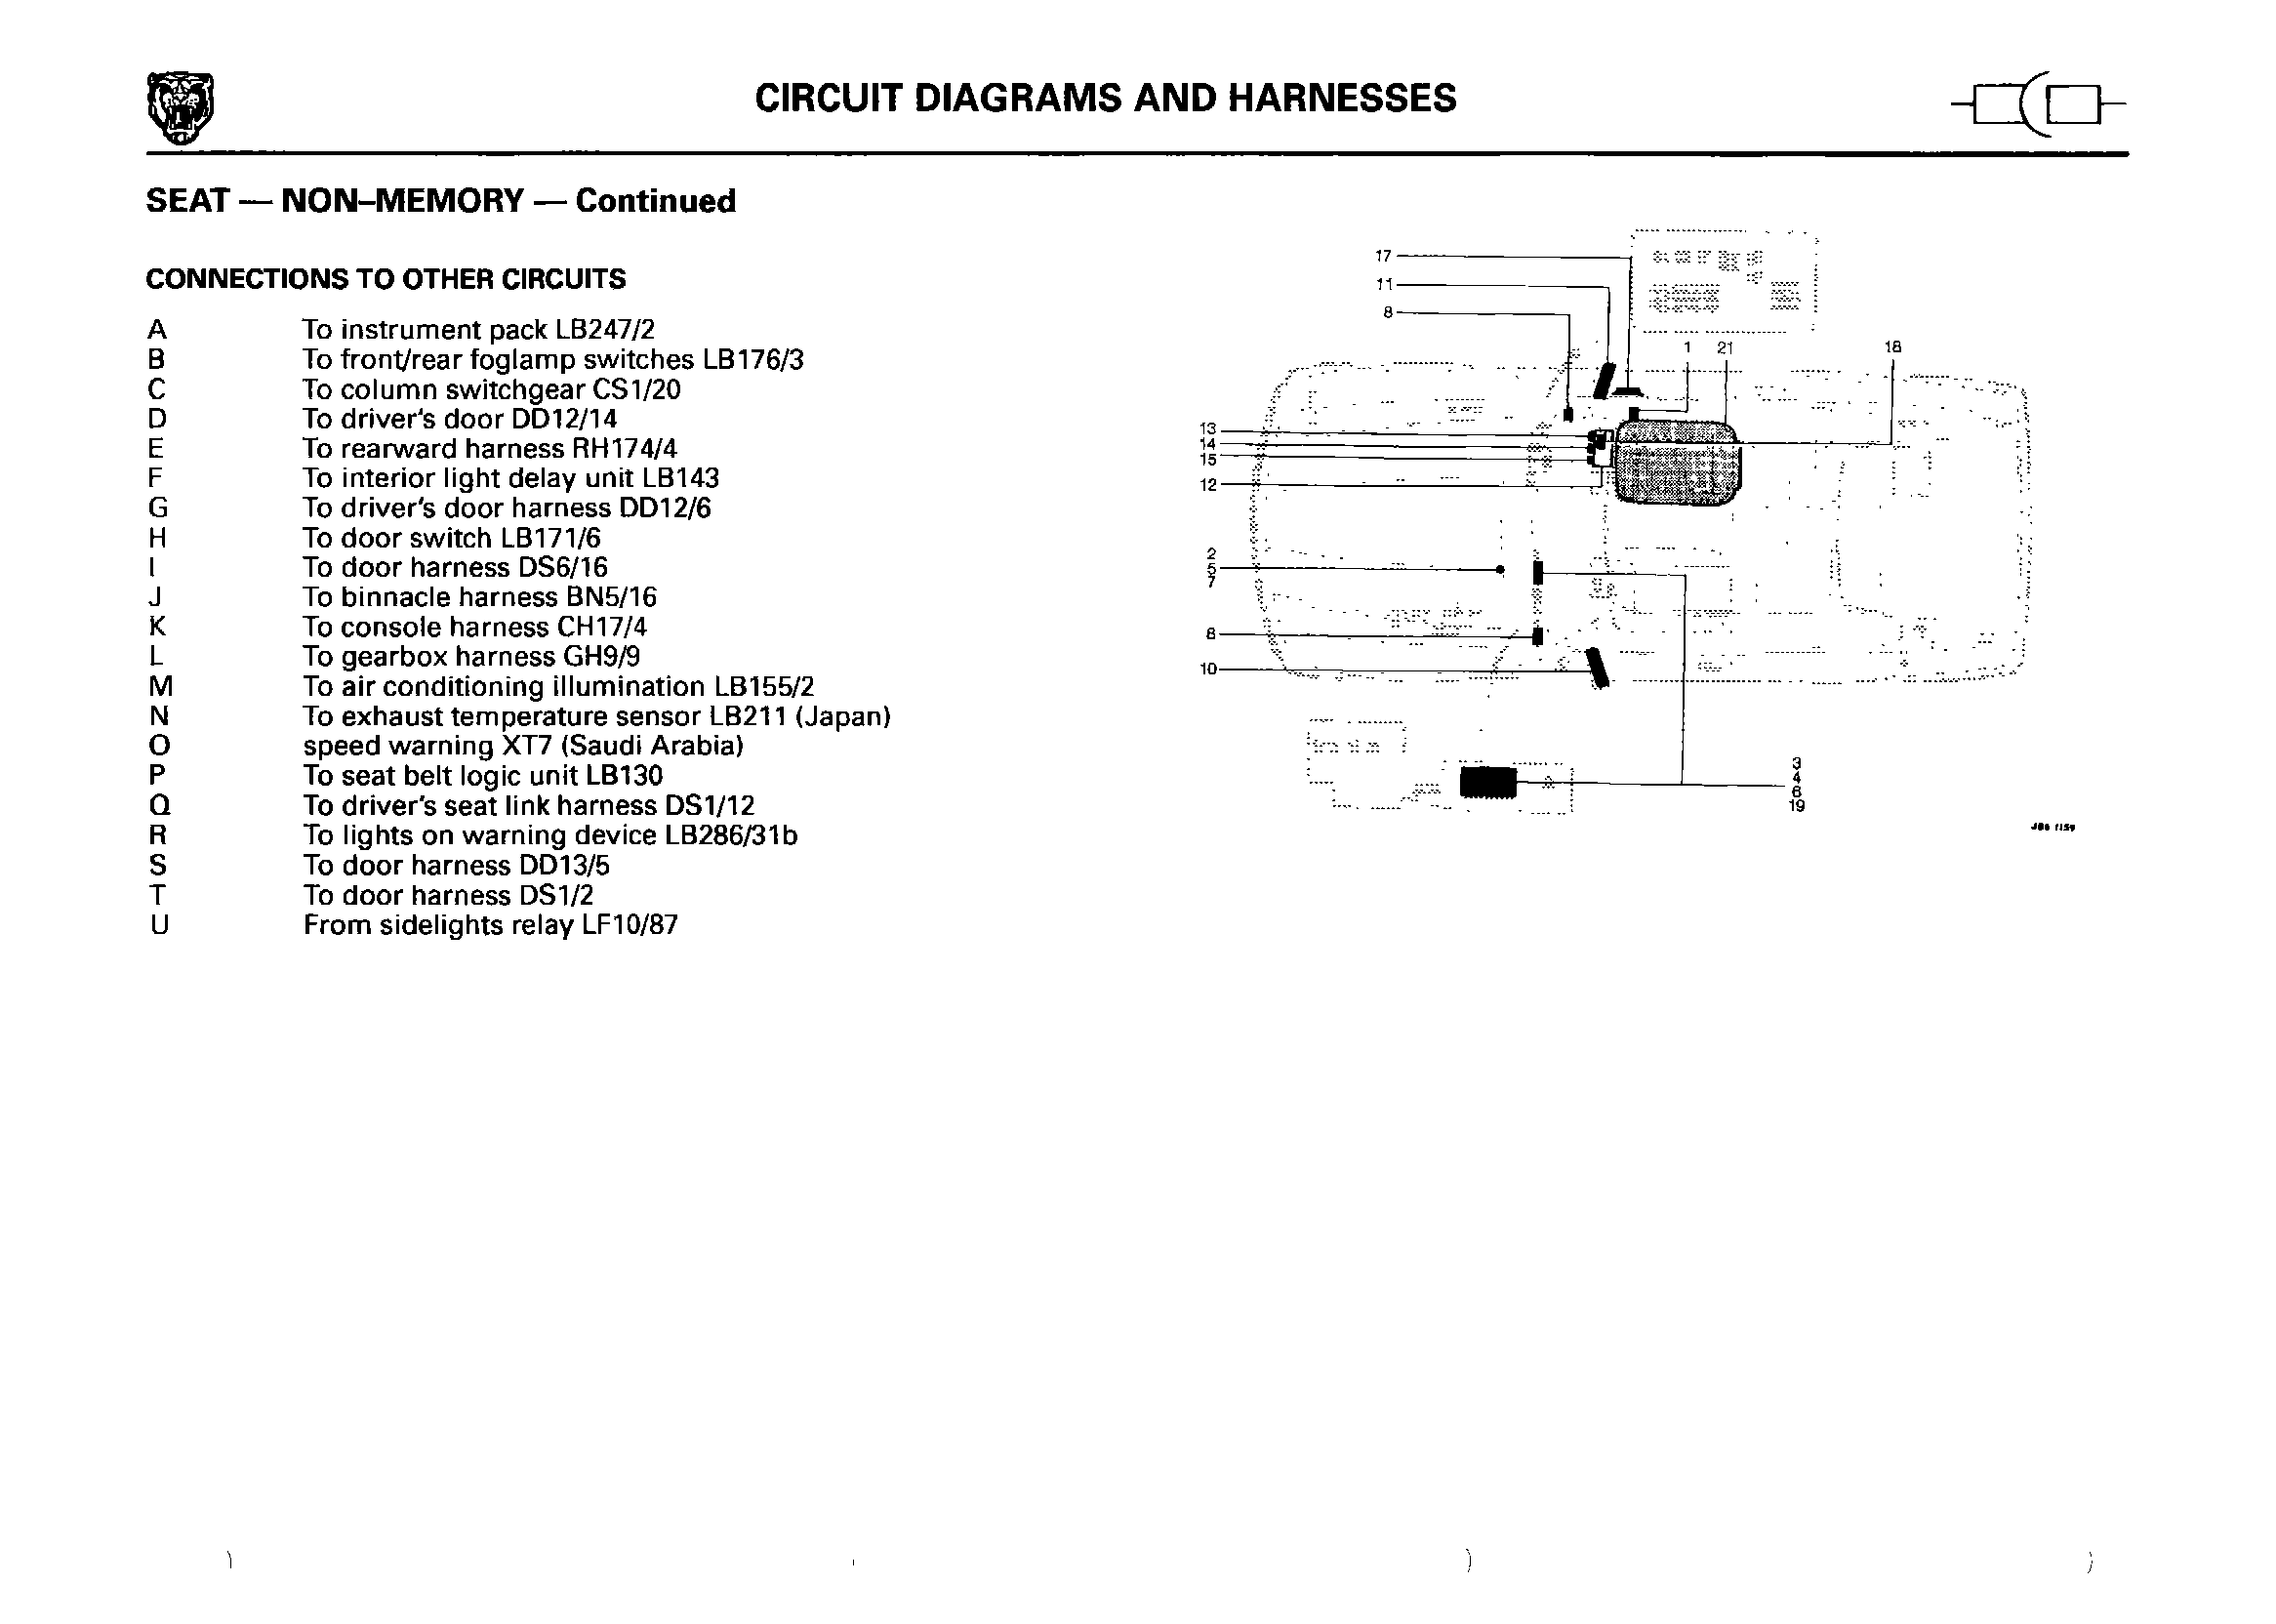 CIRCUIT DIAGRAMS AND HARNESSES
SEAT — NON–MEMORY — Continued
CONNECTIONS TO OTHER CIRCUITS
A To instrument pack LB247/2
B To front/rear foglamp switches LB176/3
C To column switchgear CS1/20
D To driver's door DD12/14
E To rearward harness RH174/4
F To interior light delay unit LB143
G To driver's door harness DD12/6
H To door switch LB171/6
I To door harness DS6/16
J To binnacle harness BN5/16
K To console harness CH17/4
L To gearbox harness GH9/9
M To air conditioning illumination LB155/2
N To exhaust temperature sensor LB211 (Japan)
O speed warning XT7 (Saudi Arabia)
P To seat belt logic unit LB130
Q To driver's seat link harness DS1/12
R To lights on warning device LB286/31b
S To door harness DD13/5
T To door harness DS1/2
U From sidelights relay LF10/87
17
11
8
1 21 18
13
14
15
12
2
5
7
8
10
3
4
6
19